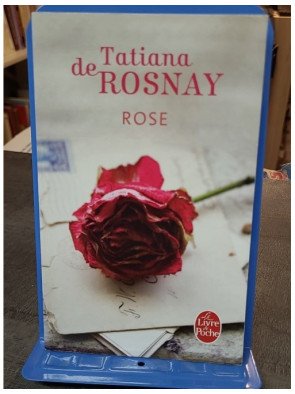 Tatiana
de ROSNAY
ROSE
Le
Livre
de
Poche